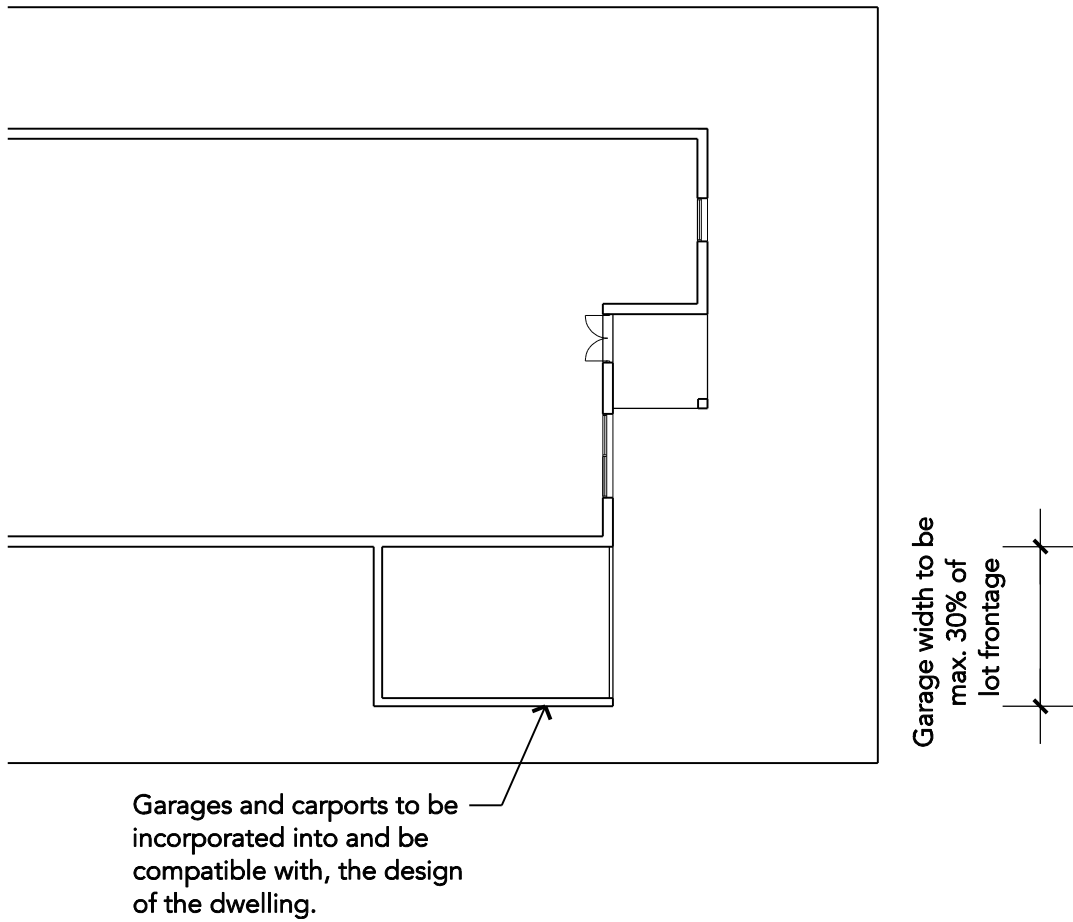 Garage width to be
max. 30% of
lot frontage
Garages and carports to be
incorporated into and be
compatible with, the design
of the dwelling.